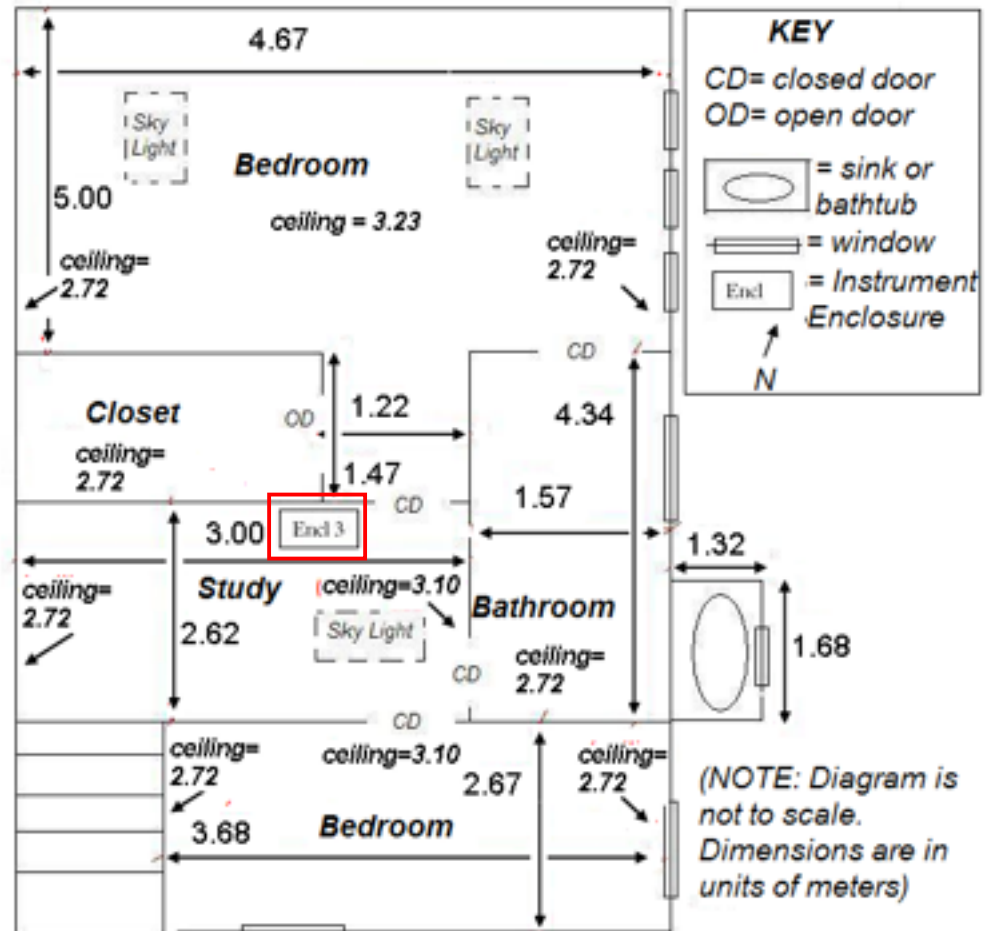 4.67
Sky
Light
Sky
Light
Bedroom
5.00
ceiling = 3.23
ceiling=
2.72
ceiling=
2.72
KEY
CD= closed door
OD= open door
= sink or
bathtub
= window
Encl
= Instrument
Enclosure
N
CD
Closet
OD
1.22
4.34
ceiling=
2.72
1.47
CD
1.57
3.00
Encl 3
1.32
ceiling=
2.72
Study
ceiling=3.10
Bathroom
2.62
Sky Light
1.68
ceiling=
2.72
CD
CD
ceiling=
2.72
ceiling=3.10
ceiling=
2.72
2.67
3.68
Bedroom
(NOTE: Diagram is
not to scale.
Dimensions are in
units of meters)